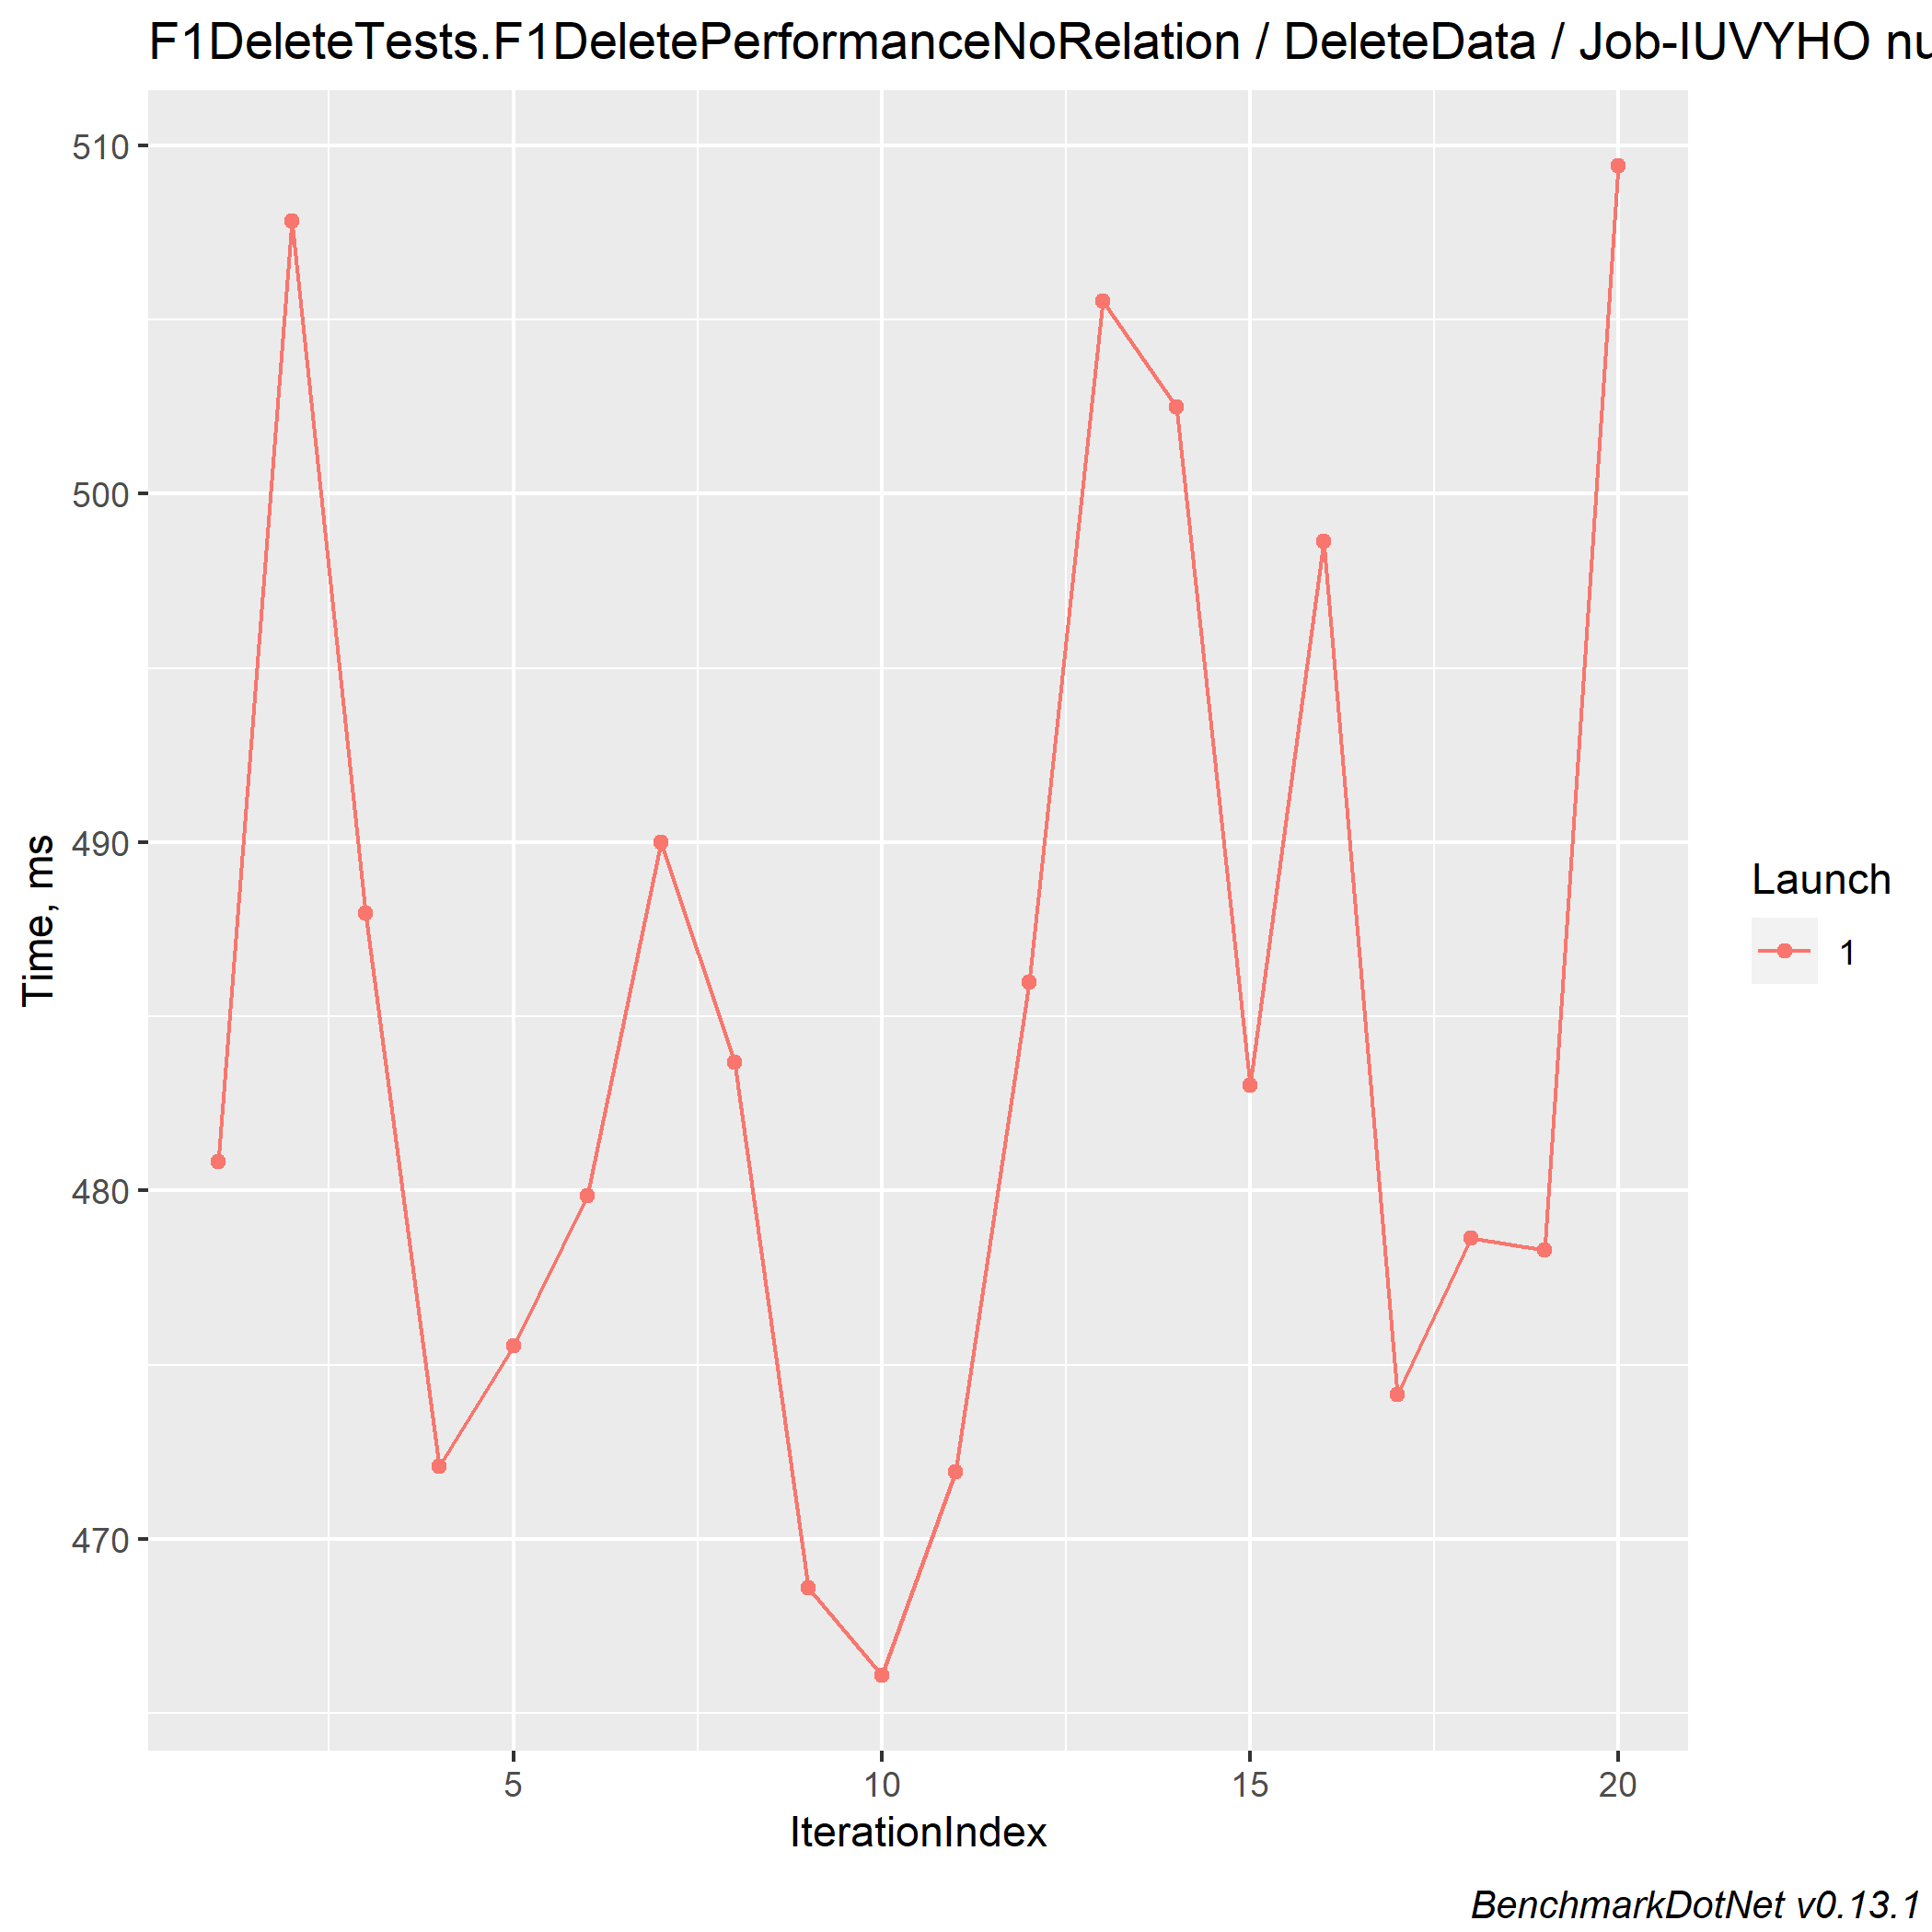 F1DeleteTests.F1DeletePerformanceNoRelation / DeleteData / Job-IUVYHO nu
510
500
490
480
470
Time, ms
5 10 15 20
IterationIndex
Launch
1
BenchmarkDotNet v0.13.1